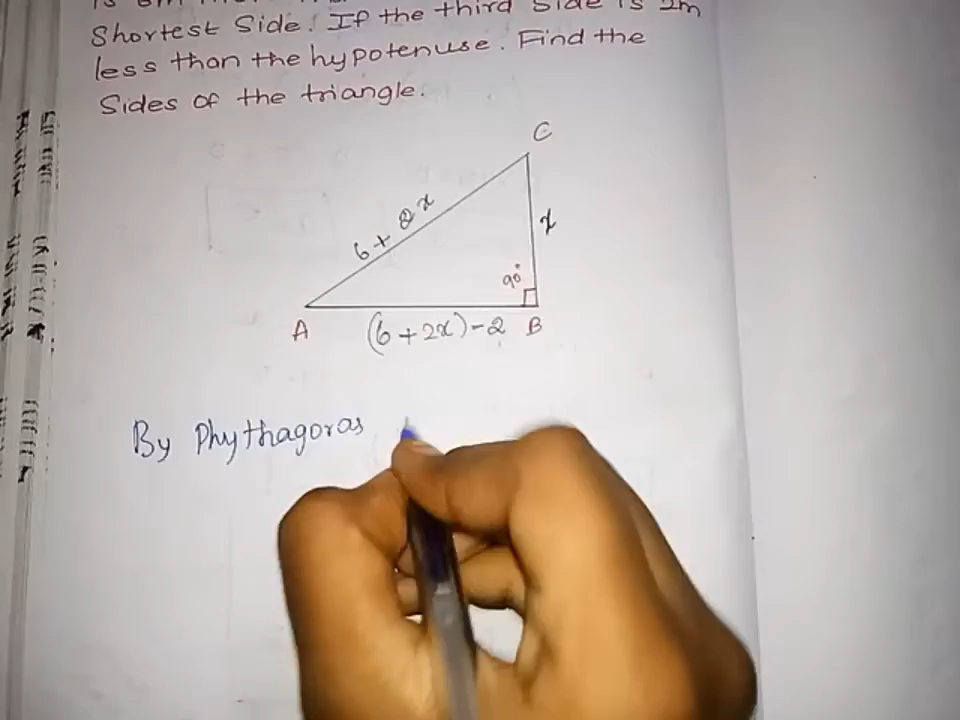 Shortest Side. If the third Side is 2m
less than the hypotenuse. Find the
Sides of the triangle.
C
6 + 2x
x
90°
A
(6 + 2x) - 2
B
By Phythagoras